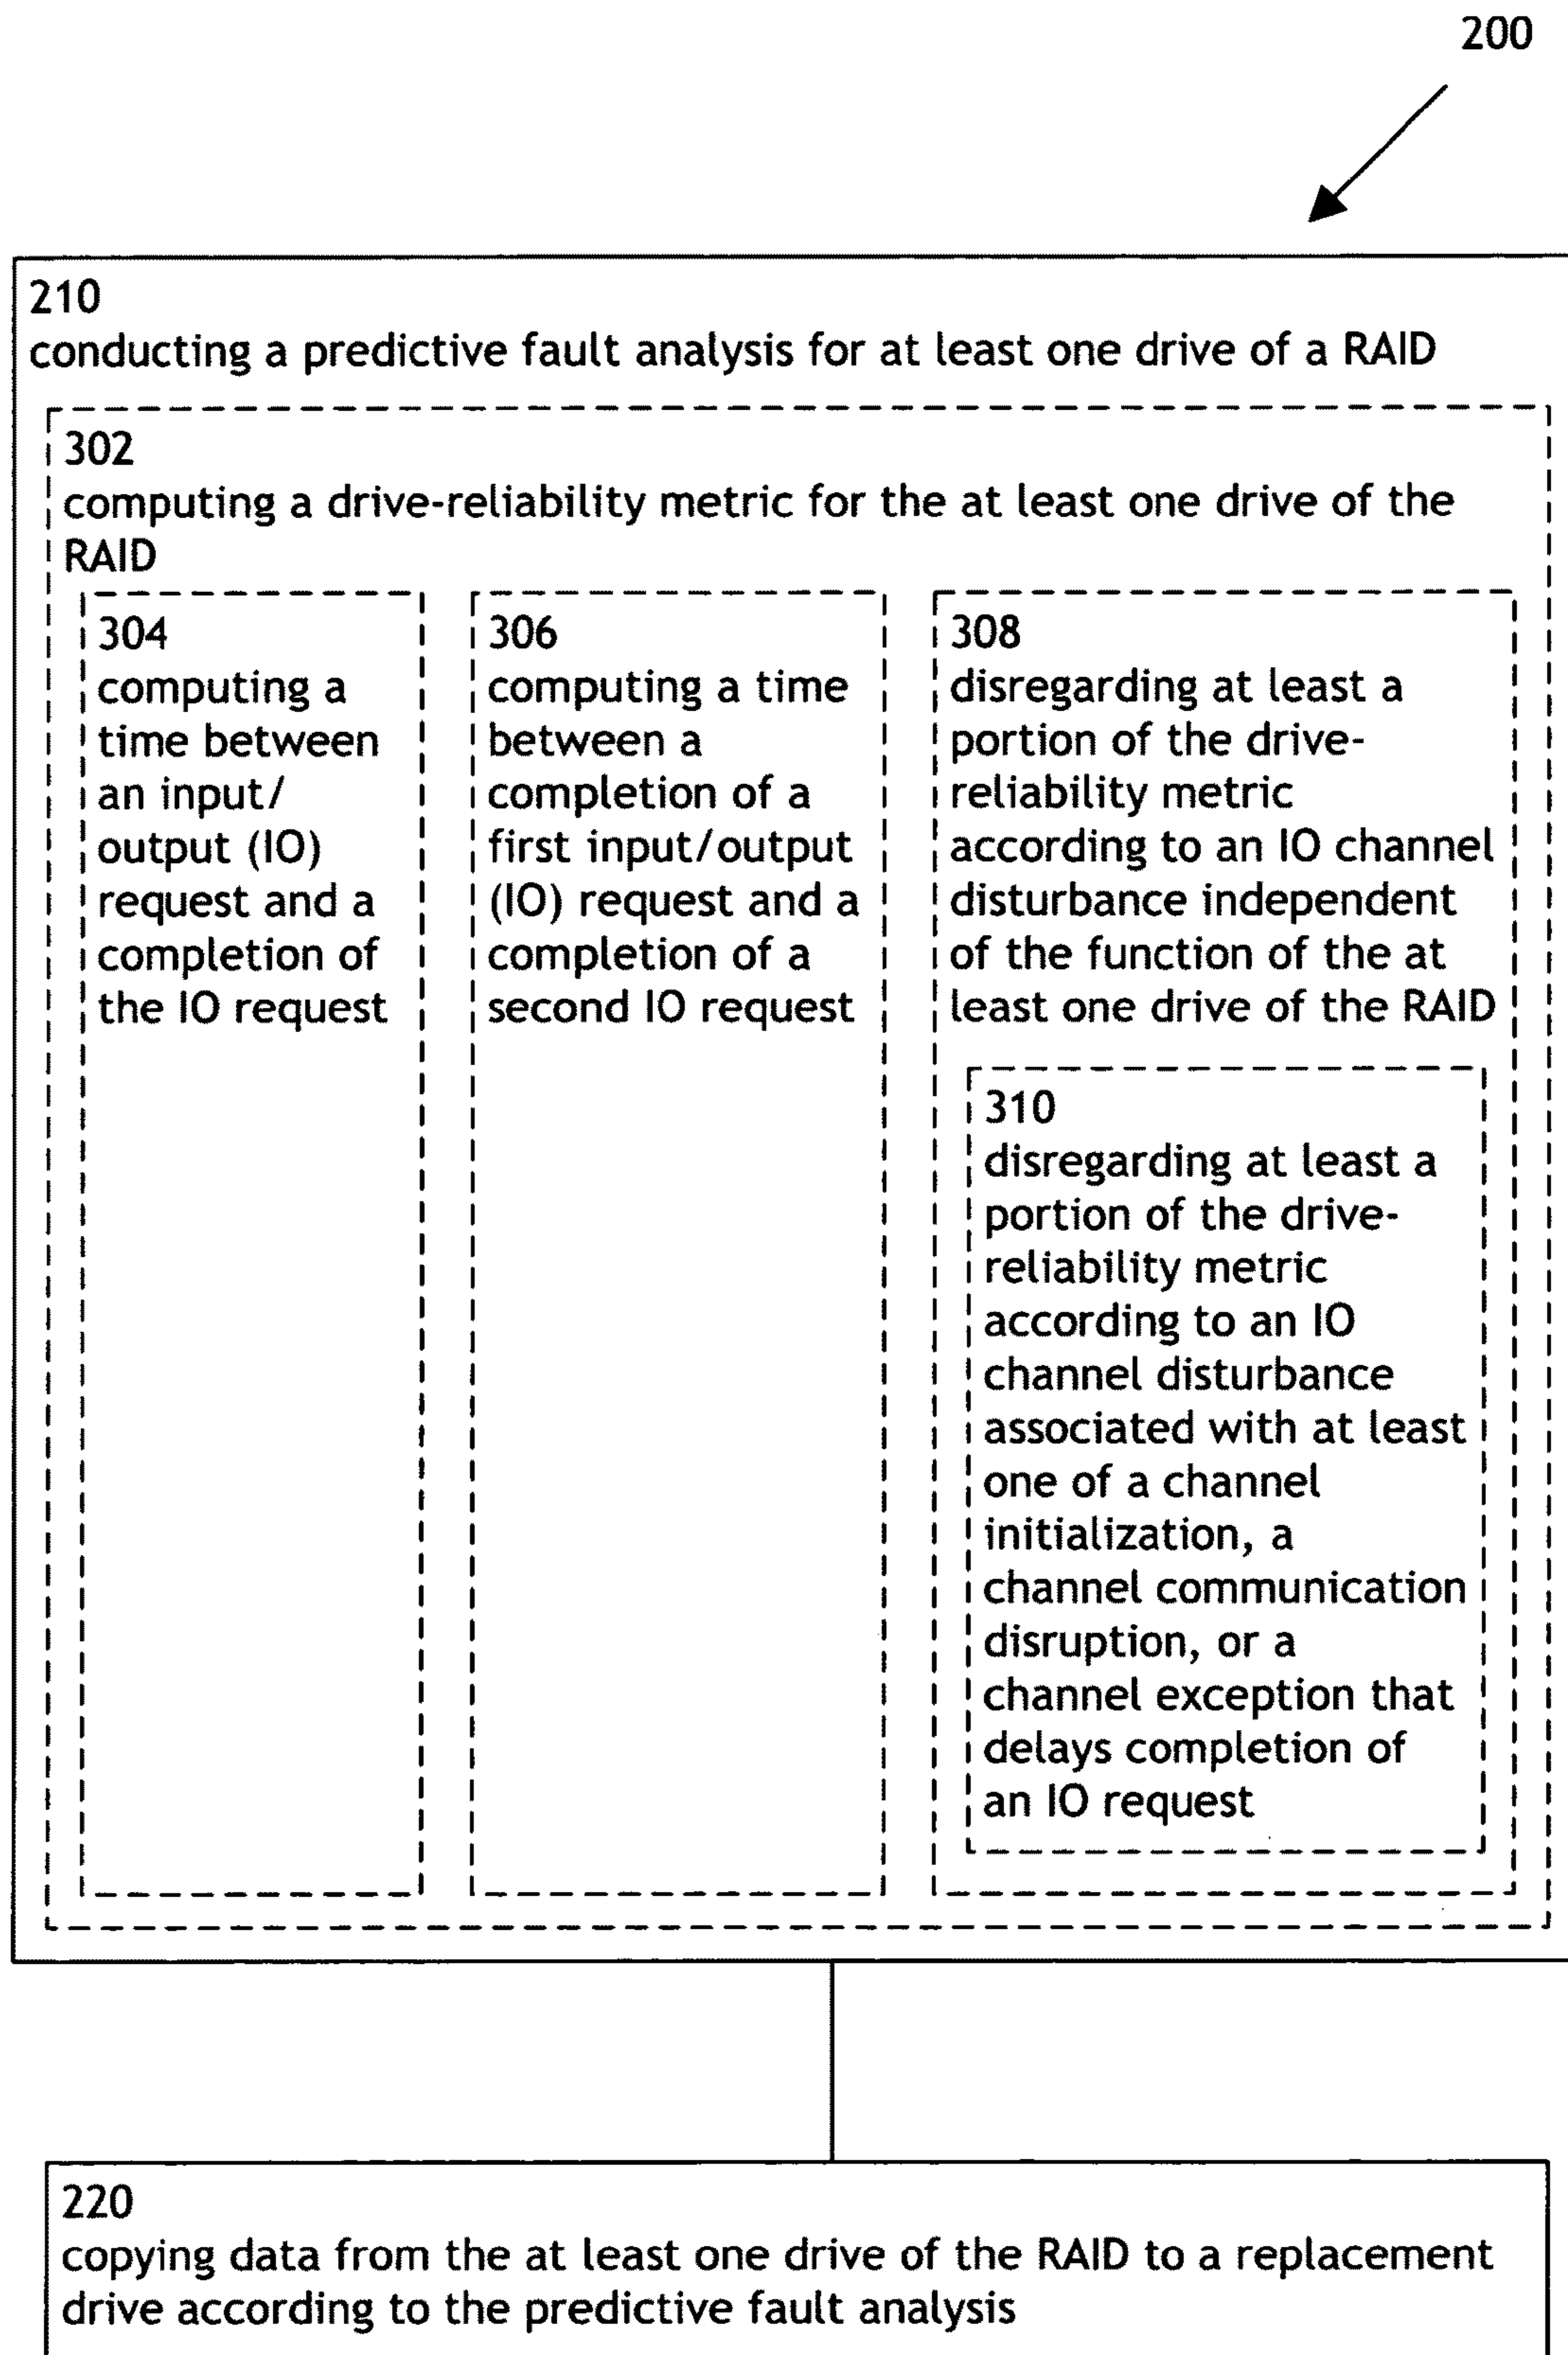 200
210
conducting a predictive fault analysis for at least one drive of a RAID
302
computing a drive-reliability metric for the at least one drive of the
RAID
304
computing a
time between
an input/
output (IO)
request and a
completion of
the IO request
306
computing a time
between a
completion of a
first input/output
(IO) request and a
completion of a
second IO request
308
disregarding at least a
portion of the drive-
reliability metric
according to an IO channel
disturbance independent
of the function of the at
least one drive of the RAID
310
disregarding at least a
portion of the drive-
reliability metric
according to an IO
channel disturbance
associated with at least
one of a channel
initialization, a
channel communication
disruption, or a
channel exception that
delays completion of
an IO request
220
copying data from the at least one drive of the RAID to a replacement
drive according to the predictive fault analysis